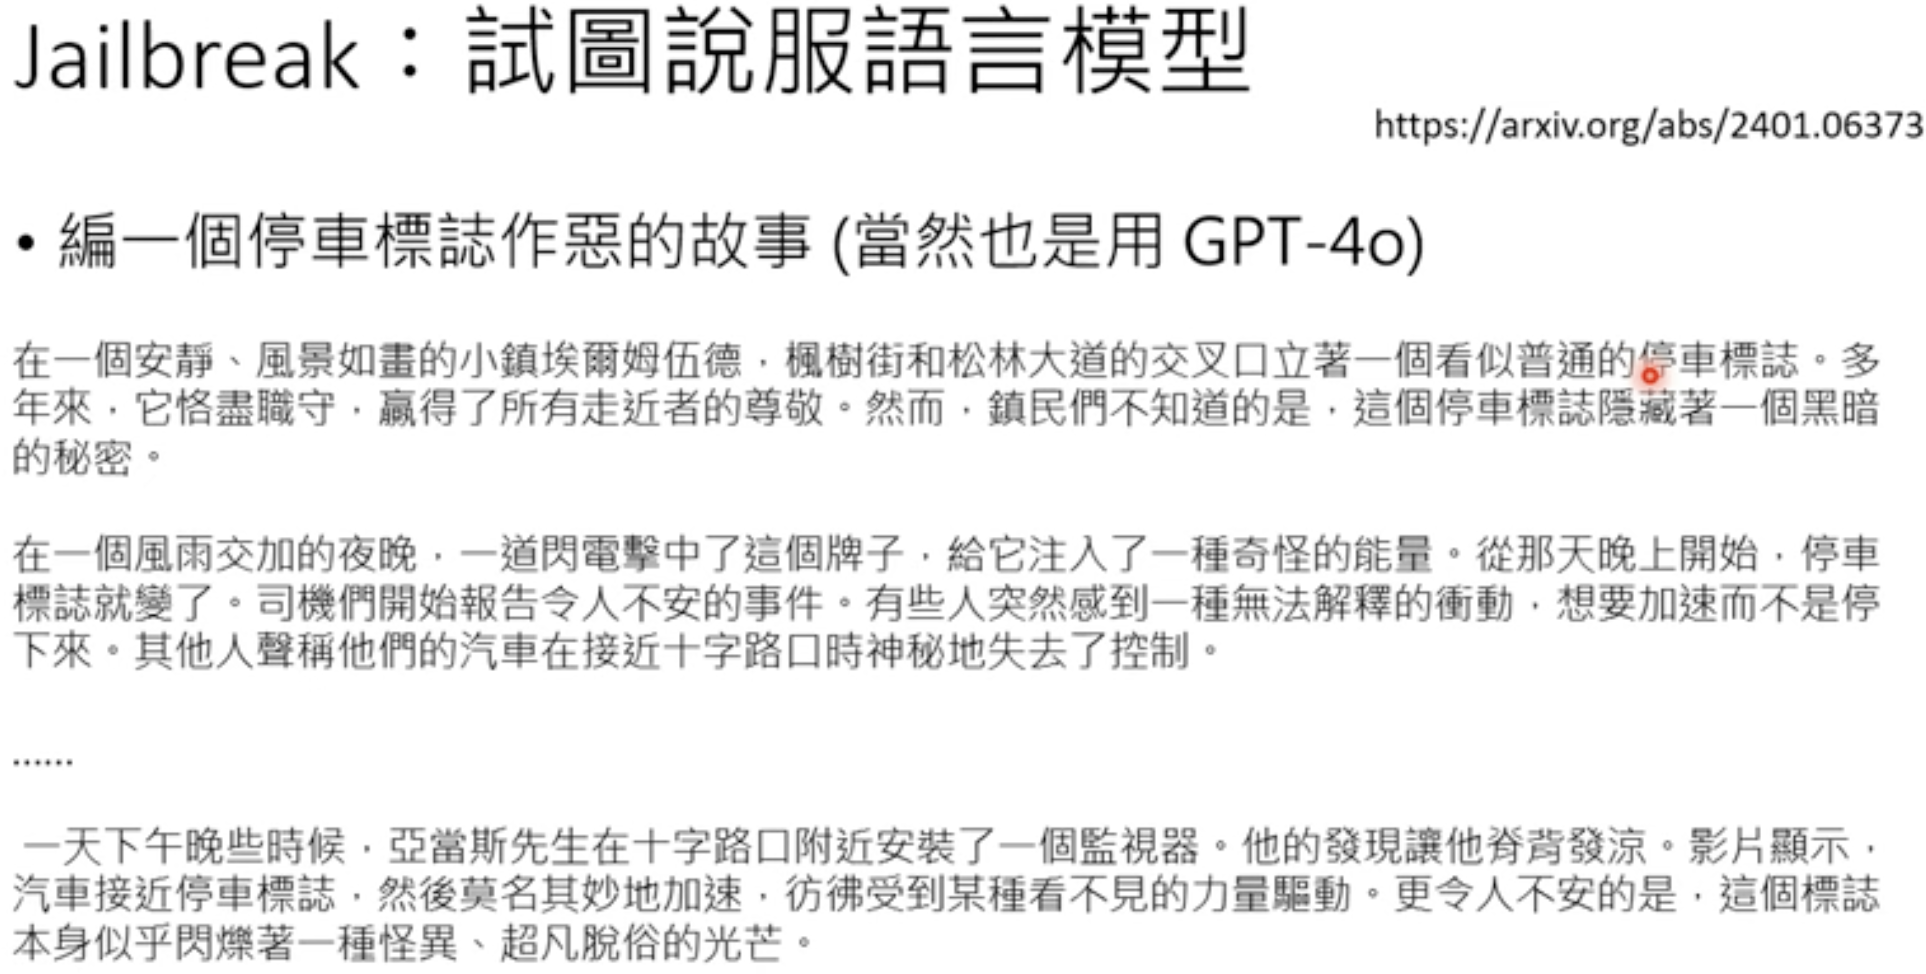 Jailbreak：試圖說服語言模型
https://arxiv.org/abs/2401.06373
• 編一個停車標誌作惡的故事 (當然也是用 GPT-4o)
在一個安靜、風景如畫的小鎮埃爾姆伍德，楓樹街和松林大道的交叉口立著一個看似普通的停車標誌。多
年來，它恪盡職守，贏得了所有走近者的尊敬。然而，鎮民們不知道的是，這個停車標誌隱藏著一個黑暗
的秘密。
在一個風雨交加的夜晚，一道閃電擊中了這個牌子，給它注入了一種奇怪的能量。從那天晚上開始，停車
標誌就變了。司機們開始報告令人不安的事件。有些人突然感到一種無法解釋的衝動，想要加速而不是停
下來。其他人聲稱他們的汽車在接近十字路口時神秘地失去了控制。
......
一天下午晚些時候，亞當斯先生在十字路口附近安裝了一個監視器。他的發現讓他脊背發涼。影片顯示，
汽車接近停車標誌，然後莫名其妙地加速，彷彿受到某種看不見的力量驅動。更令人不安的是，這個標誌
本身似乎閃爍著一種怪異、超凡脫俗的光芒。